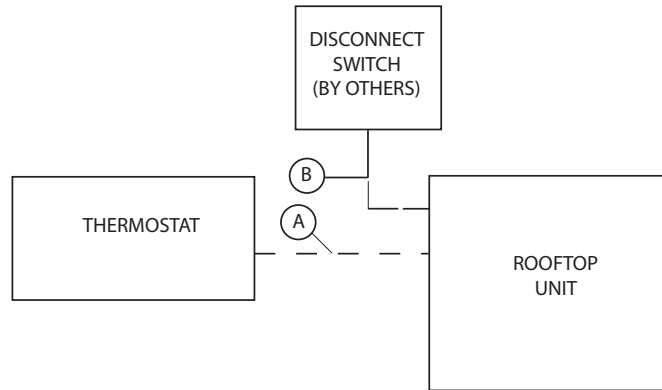 DISCONNECT
SWITCH
(BY OTHERS)
B
A
THERMOSTAT
ROOFTOP
UNIT